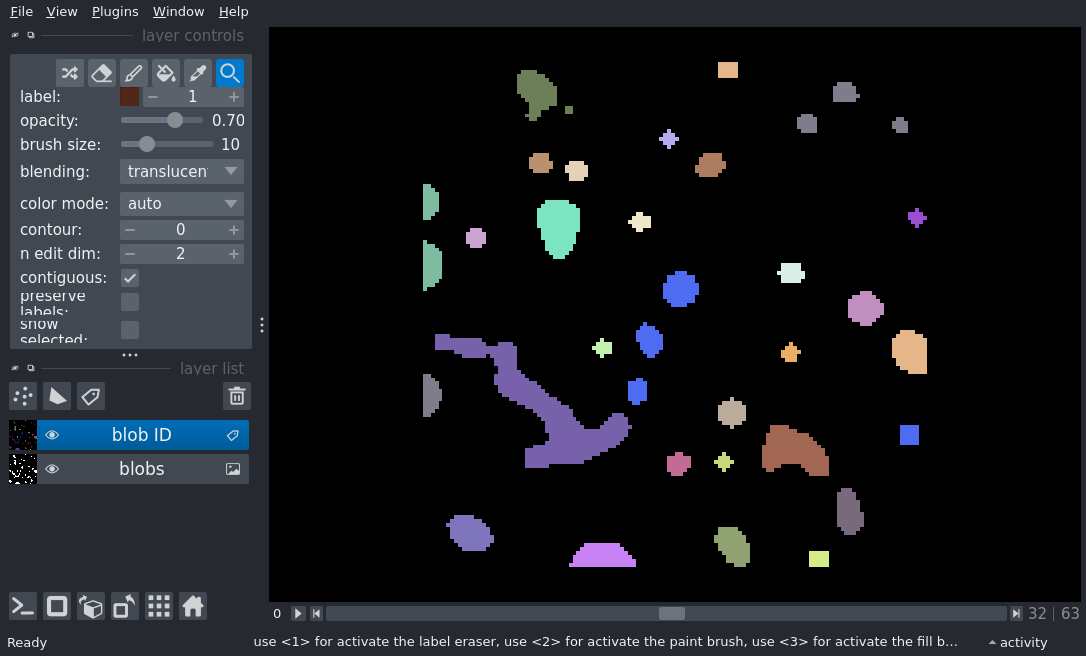 File View Plugins Window Help
layer controls
label: − 1 +
opacity: 0.70
brush size: 10
blending: translucen
color mode: auto
contour: − 0 +
n edit dim: − 2 +
contiguous:
preserve
labels:
show
selected:
layer list
blob ID
blobs
0 32 | 63
Ready use <1> for activate the label eraser, use <2> for activate the paint brush, use <3> for activate the fill b... activity